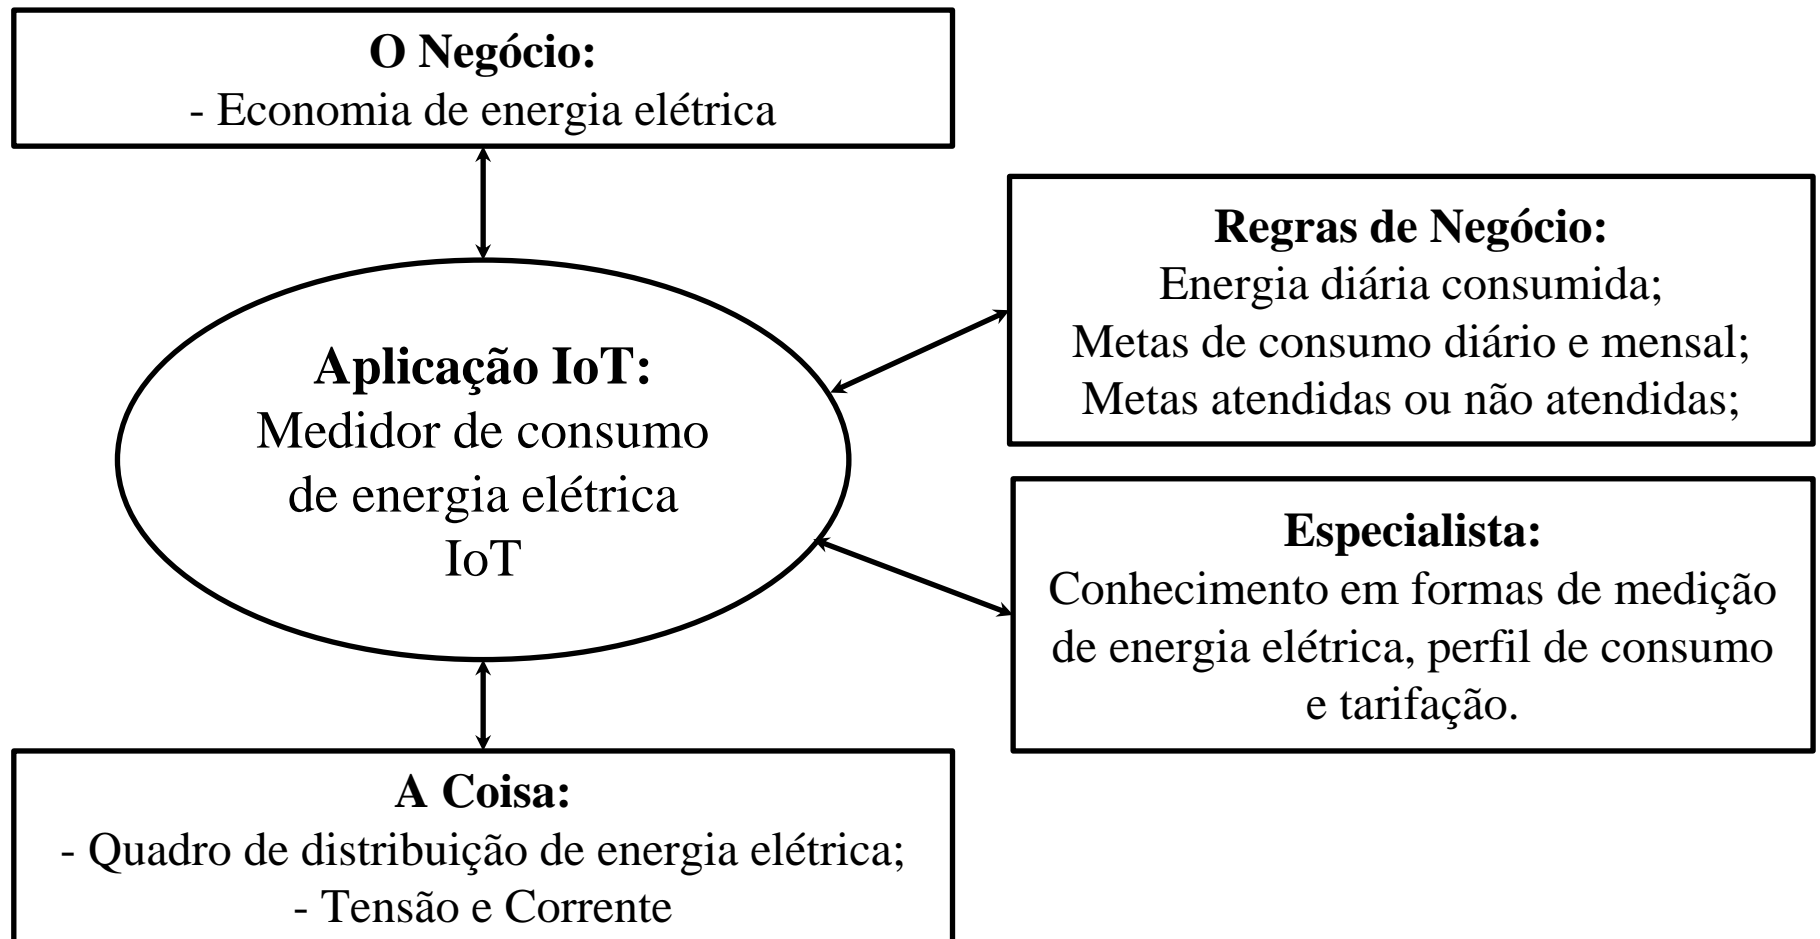 O Negócio:
- Economia de energia elétrica
Regras de Negócio:
Energia diária consumida;
Metas de consumo diário e mensal;
Metas atendidas ou não atendidas;
Aplicação IoT:
Medidor de consumo
de energia elétrica
IoT
Especialista:
Conhecimento em formas de medição
de energia elétrica, perfil de consumo
e tarifação.
A Coisa:
- Quadro de distribuição de energia elétrica;
- Tensão e Corrente